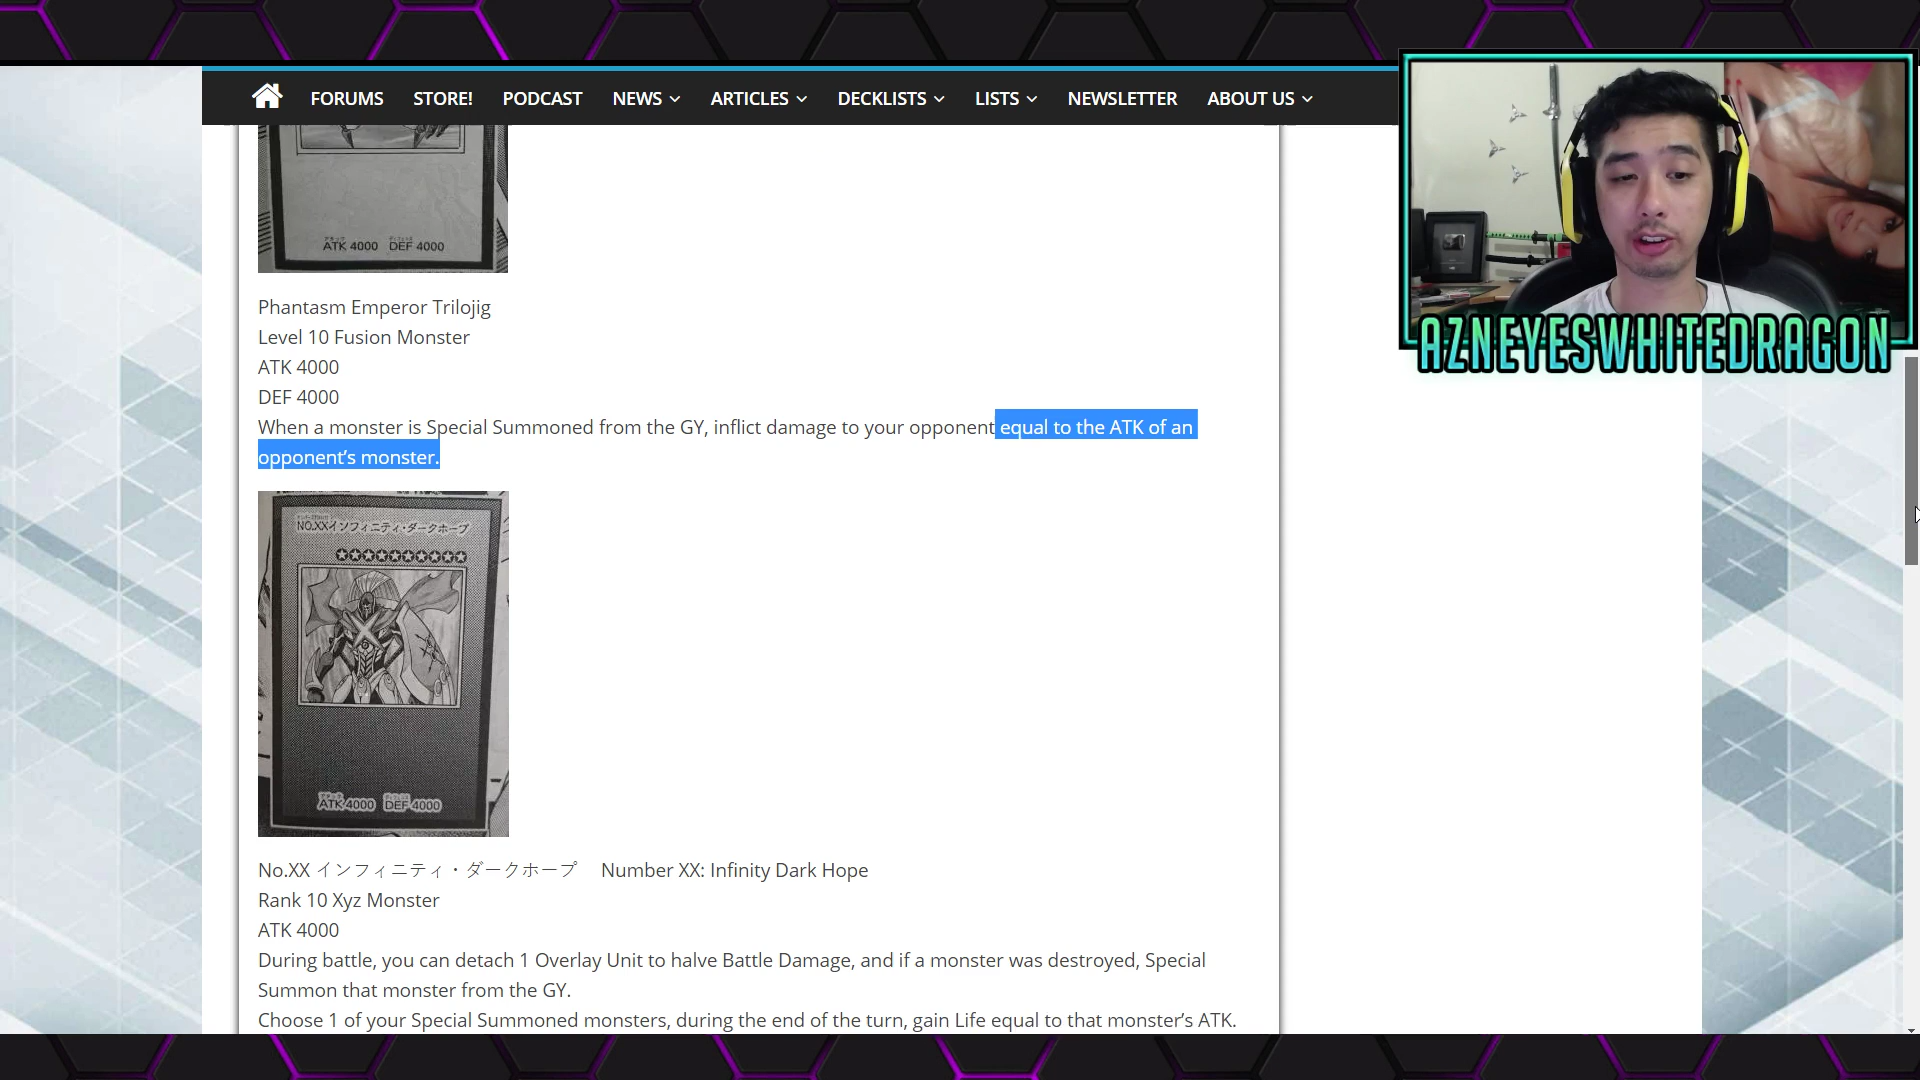 FORUMS STORE! PODCAST NEWS ARTICLES DECKLISTS LISTS NEWSLETTER ABOUT US
AZNEYESWHITEDRAGON
ATK 4000 DEF 4000
Phantasm Emperor Trilojig
Level 10 Fusion Monster
ATK 4000
DEF 4000
When a monster is Special Summoned from the GY, inflict damage to your opponent equal to the ATK of an
opponent’s monster.
NO.XXインフィニティ・ダークホープ
ATK 4000 DEF 4000
No.XX インフィニティ・ダークホープ Number XX: Infinity Dark Hope
Rank 10 Xyz Monster
ATK 4000
During battle, you can detach 1 Overlay Unit to halve Battle Damage, and if a monster was destroyed, Special
Summon that monster from the GY.
Choose 1 of your Special Summoned monsters, during the end of the turn, gain Life equal to that monster’s ATK.